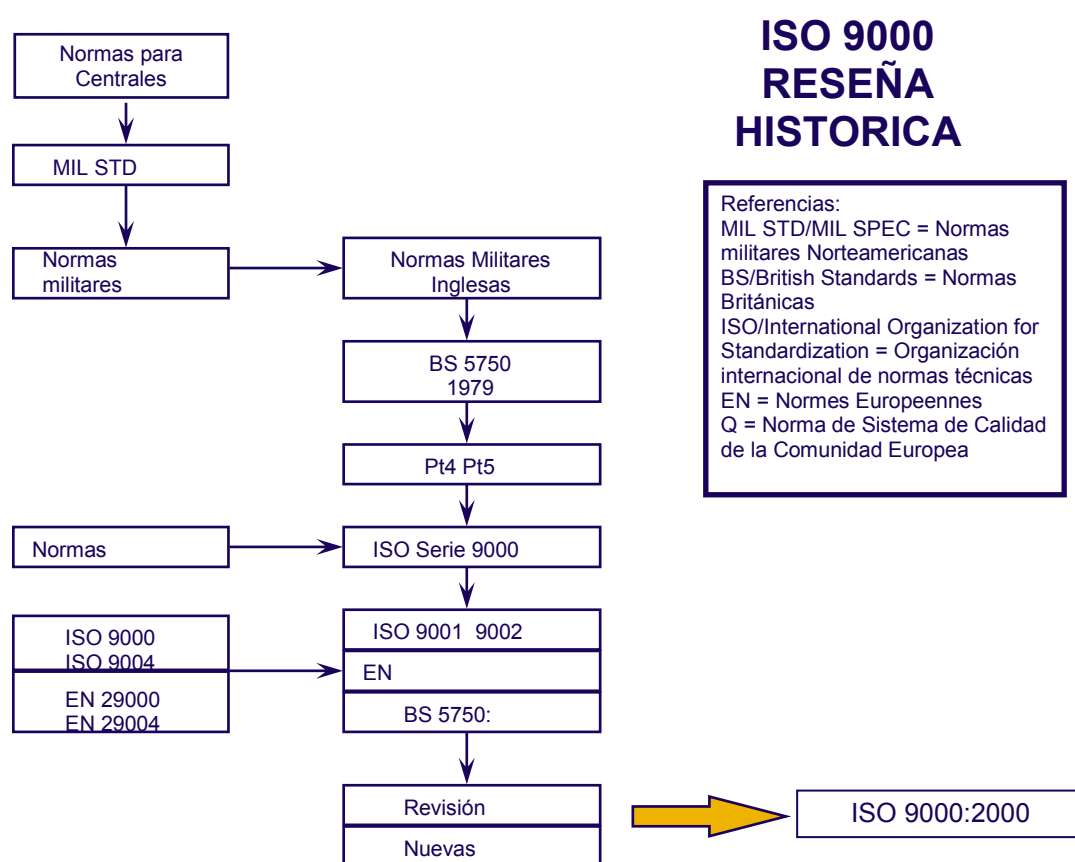 ISO 9000
RESEÑA
HISTORICA
Normas para
Centrales
MIL STD
Normas
militares
Normas Militares
Inglesas
BS 5750
1979
Pt4 Pt5
Normas
ISO Serie 9000
ISO 9000
ISO 9004
EN 29000
EN 29004
ISO 9001 9002
EN
BS 5750:
Revisión
Nuevas
ISO 9000:2000
Referencias:
MIL STD/MIL SPEC = Normas
militares Norteamericanas
BS/British Standards = Normas
Británicas
ISO/International Organization for
Standardization = Organización
internacional de normas técnicas
EN = Normes Europeennes
Q = Norma de Sistema de Calidad
de la Comunidad Europea